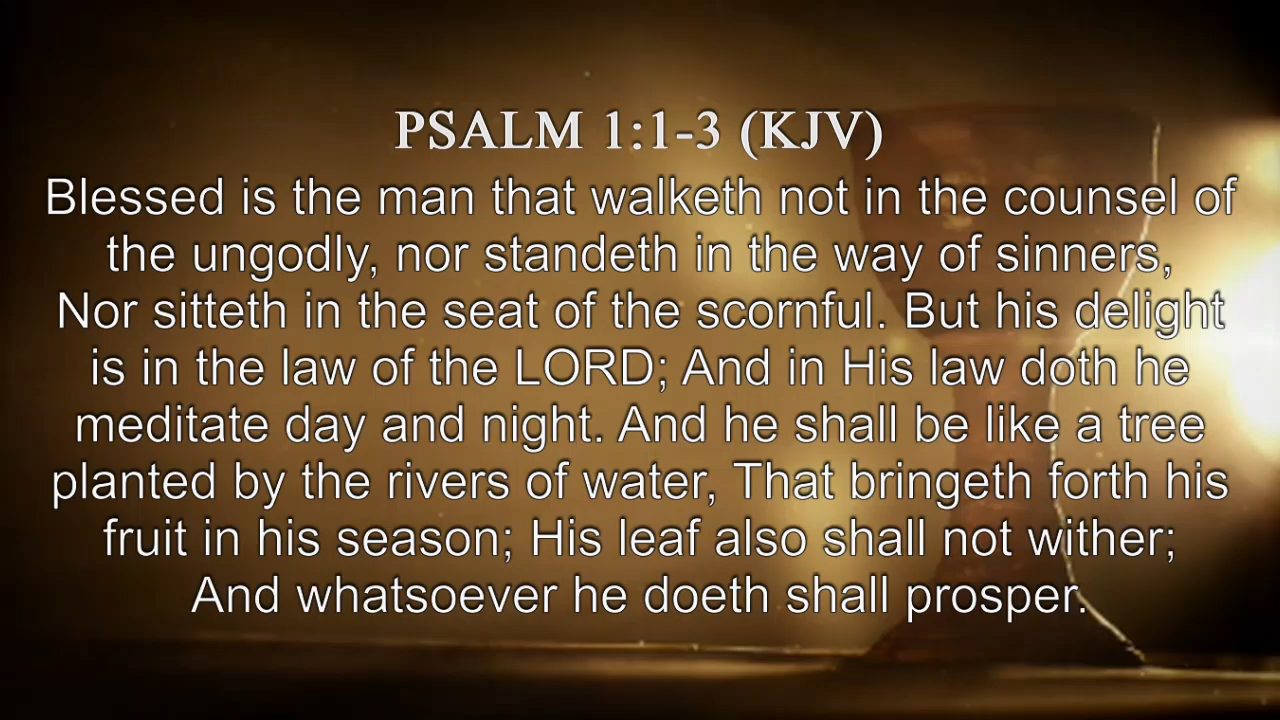 PSALM 1:1-3 (KJV)
Blessed is the man that walketh not in the counsel of
the ungodly, nor standeth in the way of sinners,
Nor sitteth in the seat of the scornful. But his delight
is in the law of the LORD; And in His law doth he
meditate day and night. And he shall be like a tree
planted by the rivers of water, That bringeth forth his
fruit in his season; His leaf also shall not wither;
And whatsoever he doeth shall prosper.